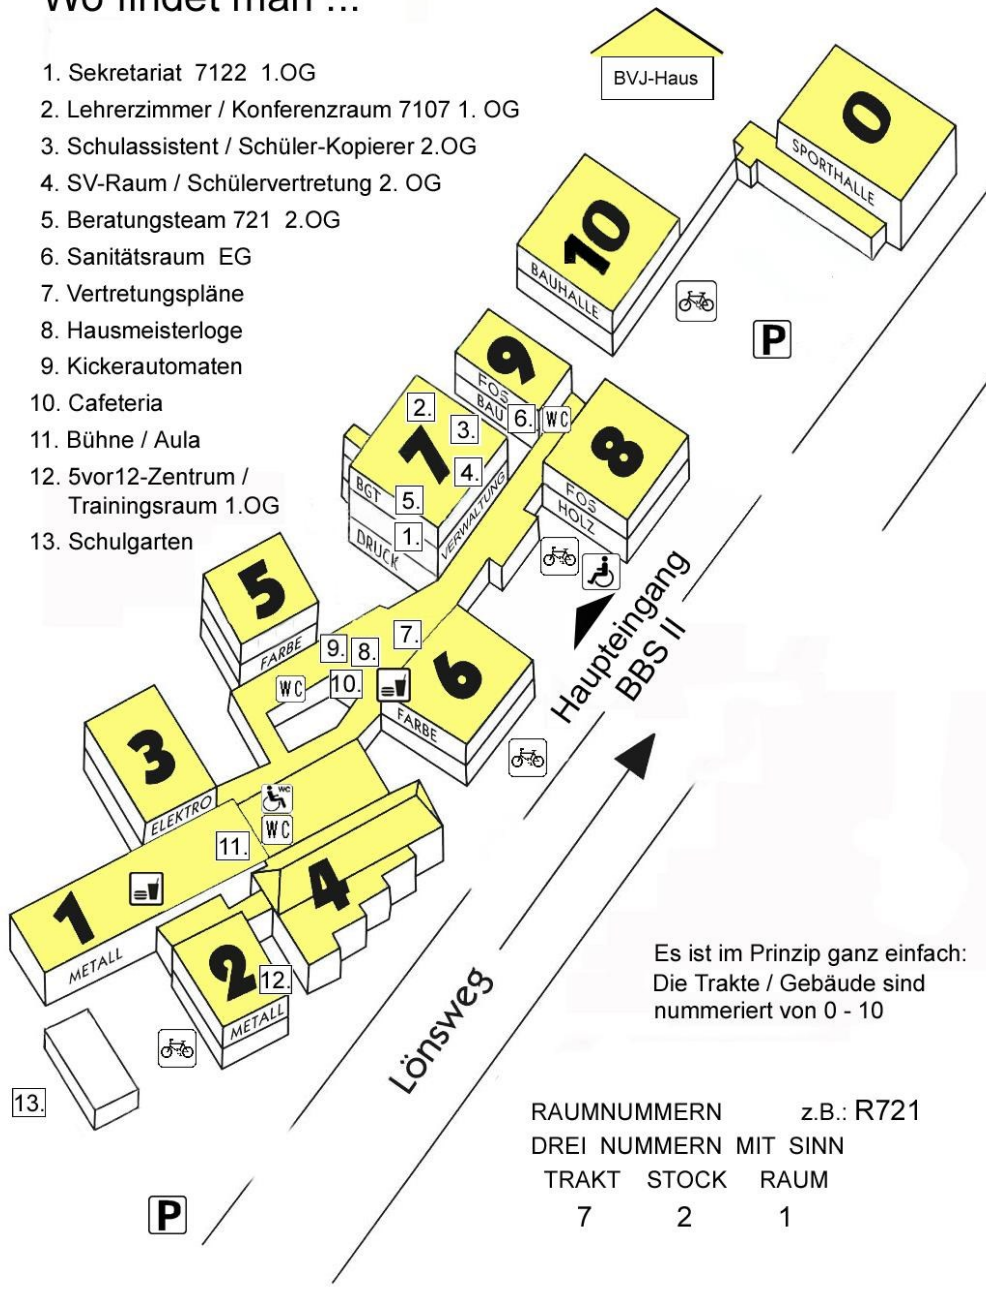 Wo findet man ...
1. Sekretariat 7122 1.OG
2. Lehrerzimmer / Konferenzraum 7107 1. OG
3. Schulassistent / Schüler-Kopierer 2.OG
4. SV-Raum / Schülervertretung 2. OG
5. Beratungsteam 721 2.OG
6. Sanitätsraum EG
7. Vertretungspläne
8. Hausmeisterloge
9. Kickerautomaten
10. Cafeteria
11. Bühne / Aula
12. 5vor12-Zentrum /
Trainingsraum 1.OG
13. Schulgarten
BVJ-Haus
0
SPORTHALLE
10
BAUHALLE
P
9
FOS
BAU
6.
WC
8
FOS
HOLZ
2.
3.
7
4.
BGT
5.
VERWALTUNG
1.
DRUCK
5
FARBE
9.
8.
7.
WC
10.
6
FARBE
Haupteingang
BBS II
3
ELEKTRO
WC
WC
11.
4
1
METALL
2
12.
METALL
13.
Lönsweg
P
Es ist im Prinzip ganz einfach:
Die Trakte / Gebäude sind
nummeriert von 0 - 10
RAUMNUMMERN z.B.: R721
DREI NUMMERN MIT SINN
TRAKT STOCK RAUM
7 2 1